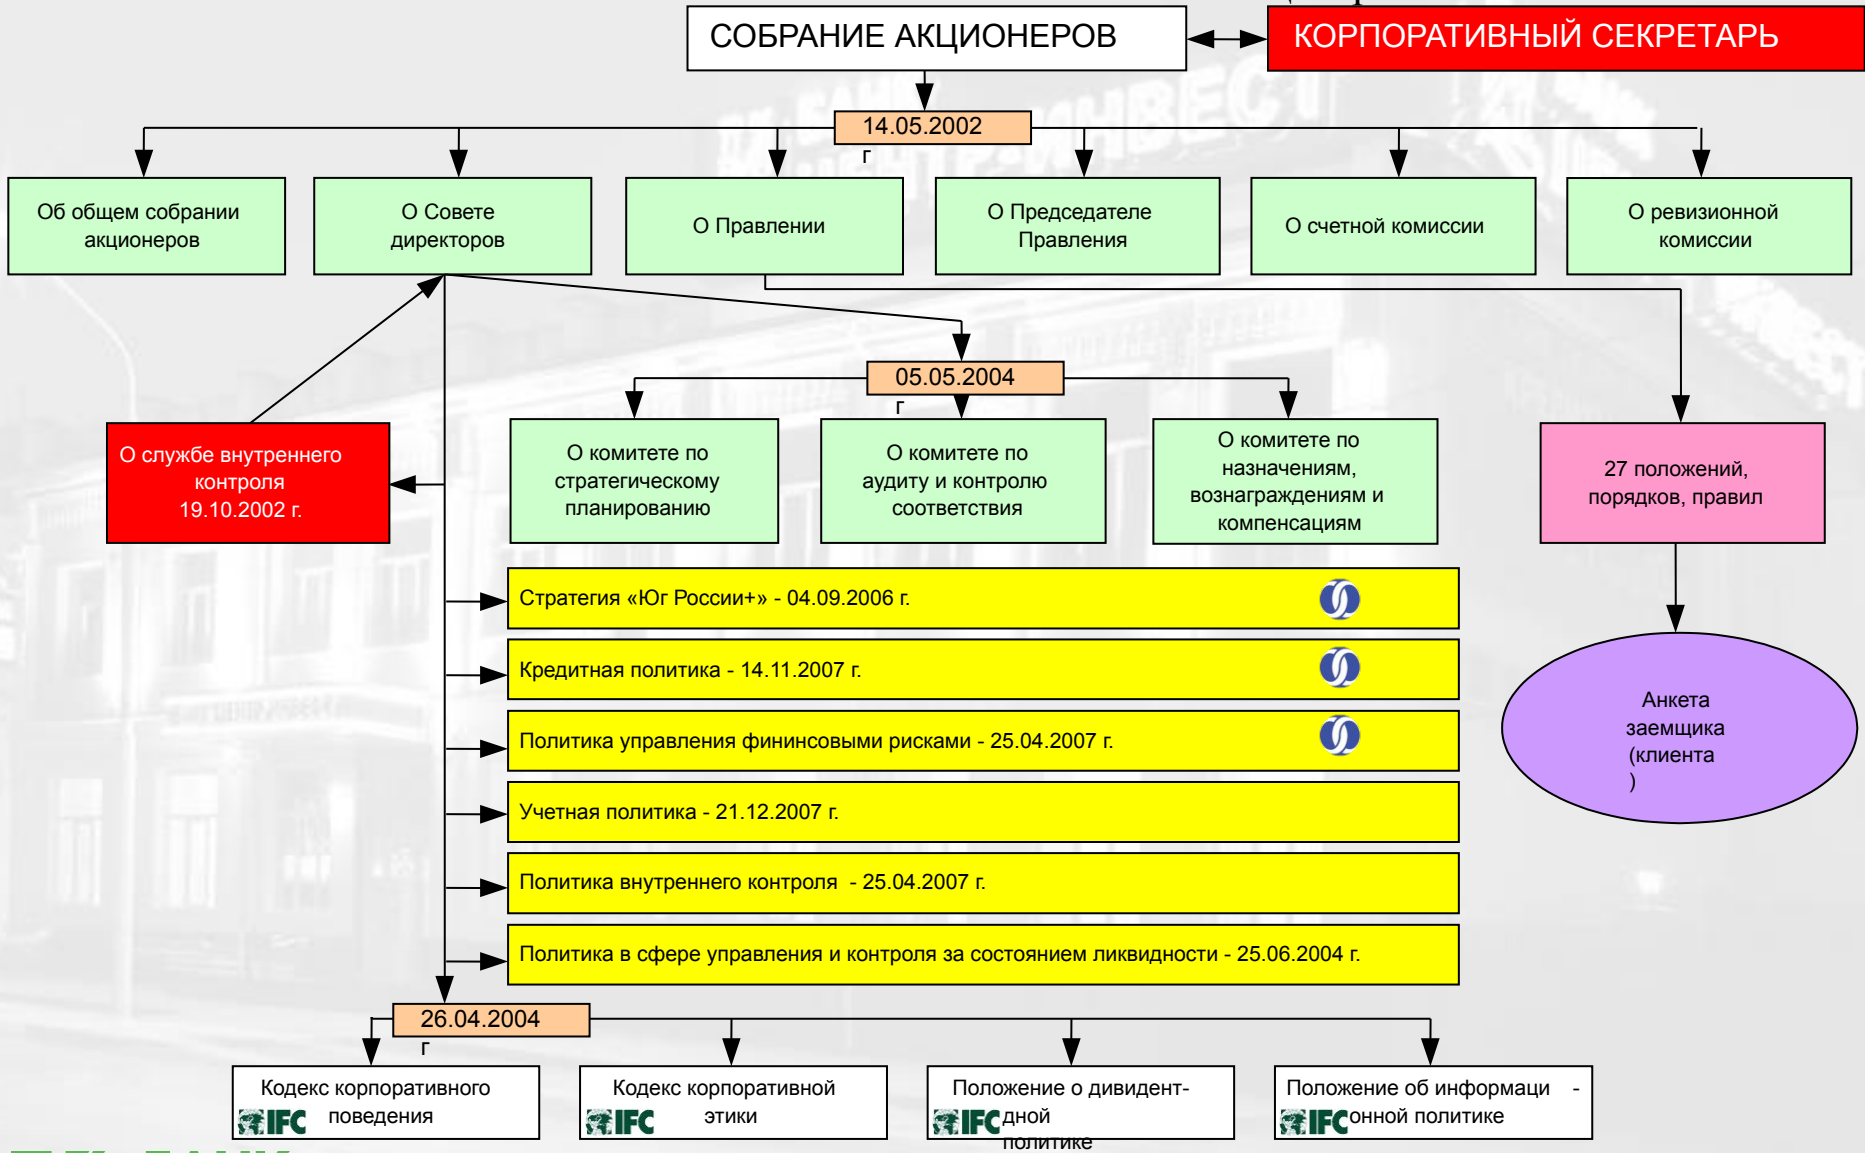 СОБРАНИЕ АКЦИОНЕРОВ
КОРПОРАТИВНЫЙ СЕКРЕТАРЬ
14.05.2002
г
Об общем собрании
акционеров
О Совете
директоров
О Правлении
О Председателе
Правления
О счетной комиссии
О ревизионной
комиссии
05.05.2004
г
О службе внутреннего
контроля
19.10.2002 г.
О комитете по
стратегическому
планированию
О комитете по
аудиту и контролю
соответствия
О комитете по
назначениям,
вознаграждениям и
компенсациям
27 положений,
порядков, правил
Стратегия «Юг России+» - 04.09.2006 г.
Кредитная политика - 14.11.2007 г.
Политика управления фининсовыми рисками - 25.04.2007 г.
Учетная политика - 21.12.2007 г.
Политика внутреннего контроля - 25.04.2007 г.
Политика в сфере управления и контроля за состоянием ликвидности - 25.06.2004 г.
Анкета
заемщика
(клиента
)
26.04.2004
г
Кодекс корпоративного
поведения
IFC
Кодекс корпоративной
этики
IFC
Положение о дивидент-
дной
политике
IFC
Положение об информаци -
онной политике
IFC